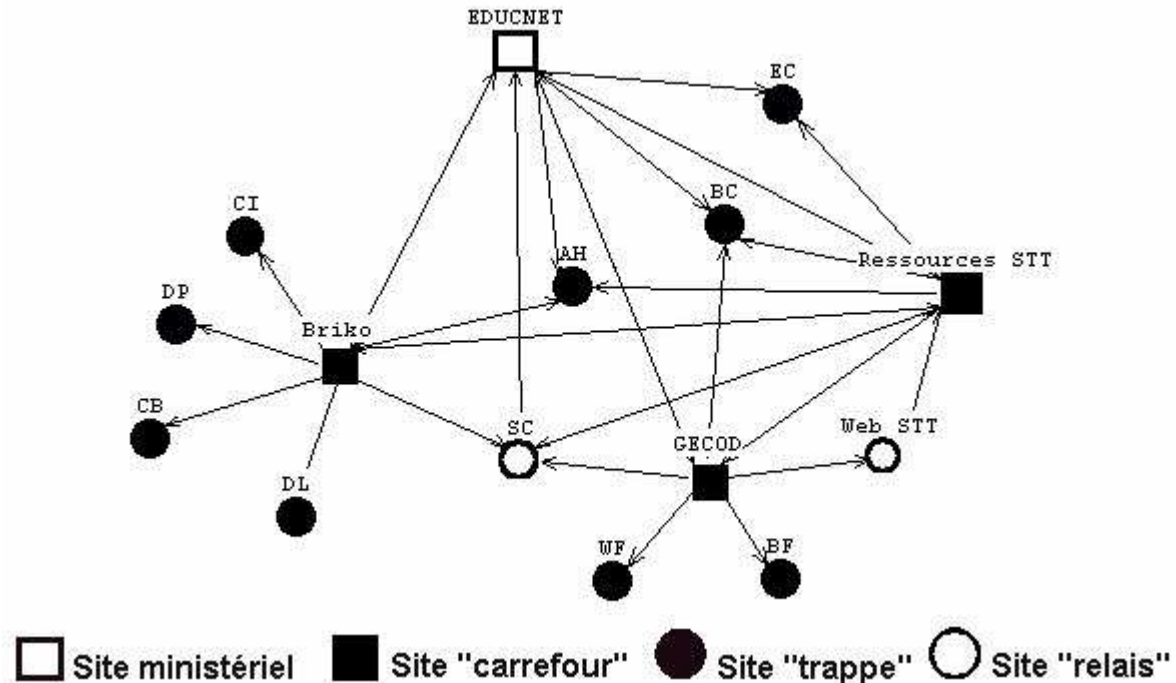 EDUCNET
EC
CI
BC
AH
Ressources STT
DP
Briko
CB
SC
Web STT
GECOD
DL
WF
BF
Site ministériel
Site "carrefour"
Site "trappe"
Site "relais"